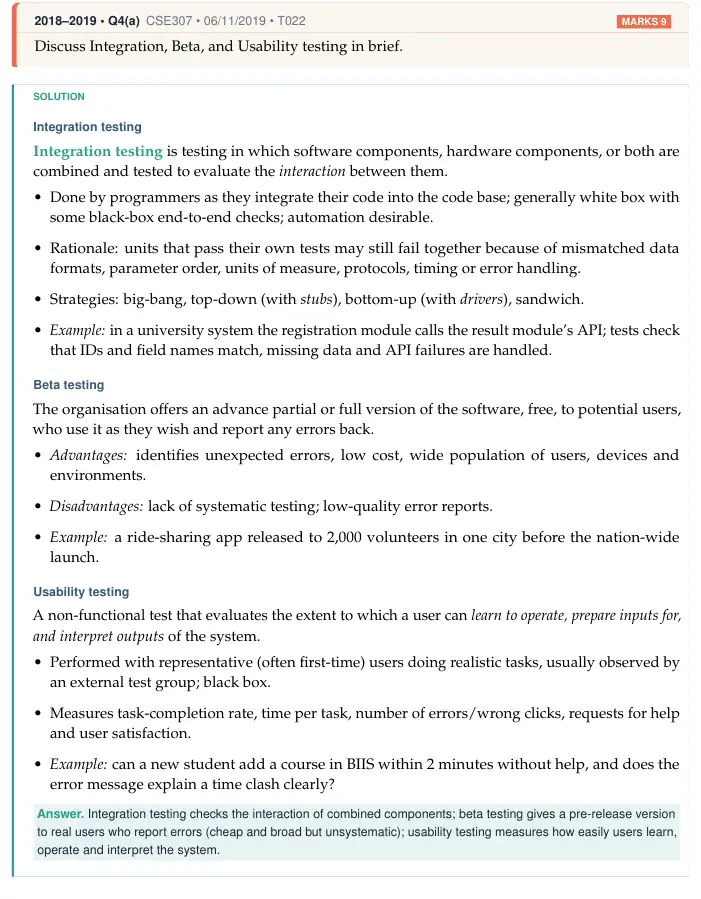 2018–2019 • Q4(a) CSE307 • 06/11/2019 • T022 MARKS 9
Discuss Integration, Beta, and Usability testing in brief.
SOLUTION
Integration testing
Integration testing is testing in which software components, hardware components, or both are
combined and tested to evaluate the interaction between them.
• Done by programmers as they integrate their code into the code base; generally white box with
some black-box end-to-end checks; automation desirable.
• Rationale: units that pass their own tests may still fail together because of mismatched data
formats, parameter order, units of measure, protocols, timing or error handling.
• Strategies: big-bang, top-down (with stubs), bottom-up (with drivers), sandwich.
• Example: in a university system the registration module calls the result module’s API; tests check
that IDs and field names match, missing data and API failures are handled.
Beta testing
The organisation offers an advance partial or full version of the software, free, to potential users,
who use it as they wish and report any errors back.
• Advantages: identifies unexpected errors, low cost, wide population of users, devices and
environments.
• Disadvantages: lack of systematic testing; low-quality error reports.
• Example: a ride-sharing app released to 2,000 volunteers in one city before the nation-wide
launch.
Usability testing
A non-functional test that evaluates the extent to which a user can learn to operate, prepare inputs for,
and interpret outputs of the system.
• Performed with representative (often first-time) users doing realistic tasks, usually observed by
an external test group; black box.
• Measures task-completion rate, time per task, number of errors/wrong clicks, requests for help
and user satisfaction.
• Example: can a new student add a course in BIIS within 2 minutes without help, and does the
error message explain a time clash clearly?
Answer. Integration testing checks the interaction of combined components; beta testing gives a pre-release version
to real users who report errors (cheap and broad but unsystematic); usability testing measures how easily users learn,
operate and interpret the system.